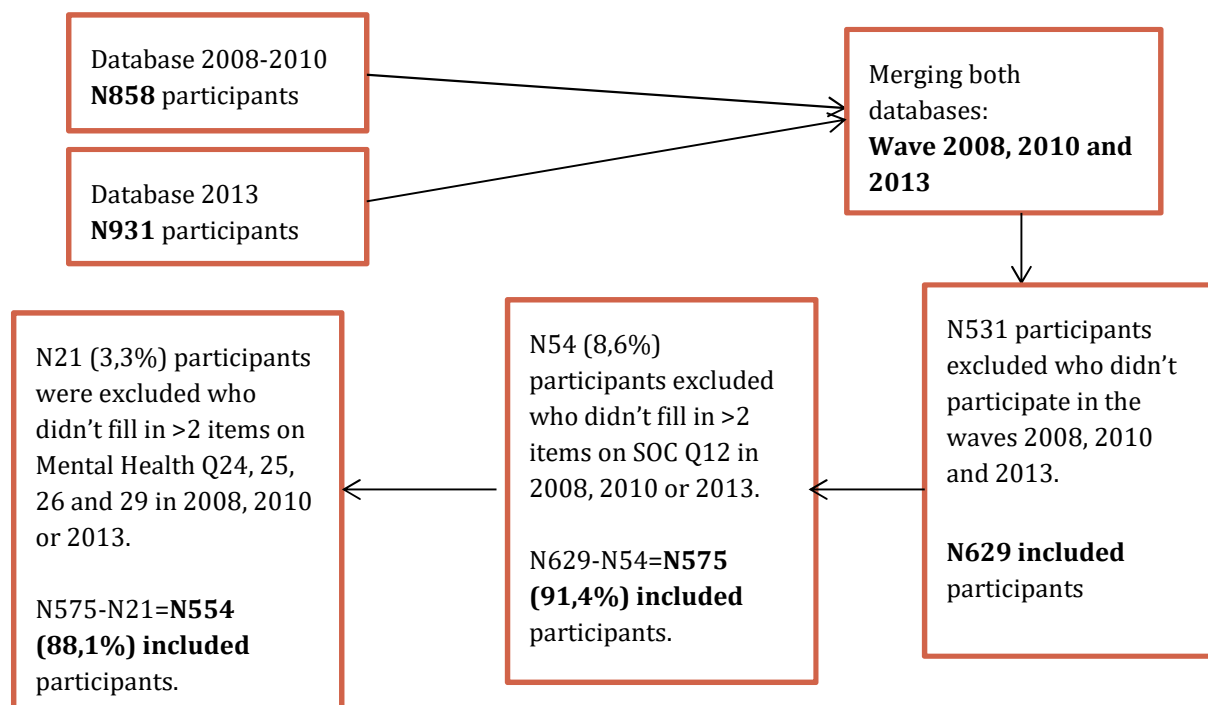 Database 2008-2010
N858 participants
Database 2013
N931 participants
Merging both
databases:
Wave 2008, 2010 and
2013
N531 participants
excluded who didn’t
participate in the
waves 2008, 2010
and 2013.
N629 included
participants
N54 (8,6%)
participants excluded
who didn’t fill in >2
items on SOC Q12 in
2008, 2010 or 2013.
N629-N54=N575
(91,4%) included
participants.
N21 (3,3%) participants
were excluded who
didn’t fill in >2 items on
Mental Health Q24, 25,
26 and 29 in 2008, 2010
or 2013.
N575-N21=N554
(88,1%) included
participants.